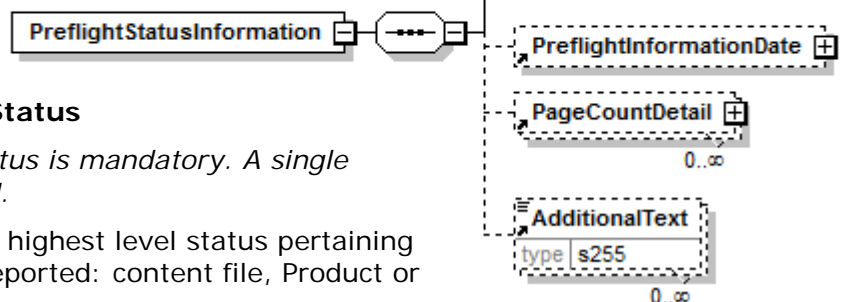 PreflightStatusInformation
PreflightInformationDate
Status
PageCountDetail
tus is mandatory. A single
0..∞
.
highest level status pertaining
AdditionalText
type s255
eported: content file, Product or
0..∞